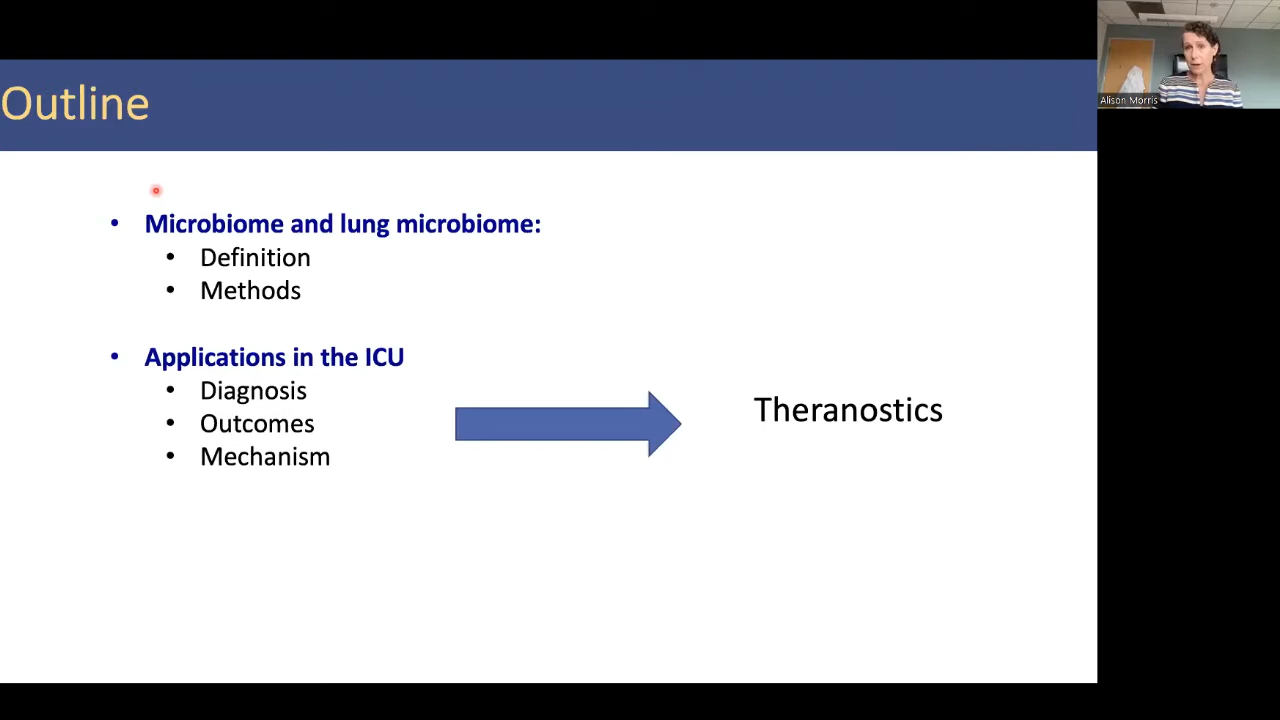 Outline
Alison Morris
• Microbiome and lung microbiome:
• Definition
• Methods
• Applications in the ICU
• Diagnosis
• Outcomes
• Mechanism
Theranostics